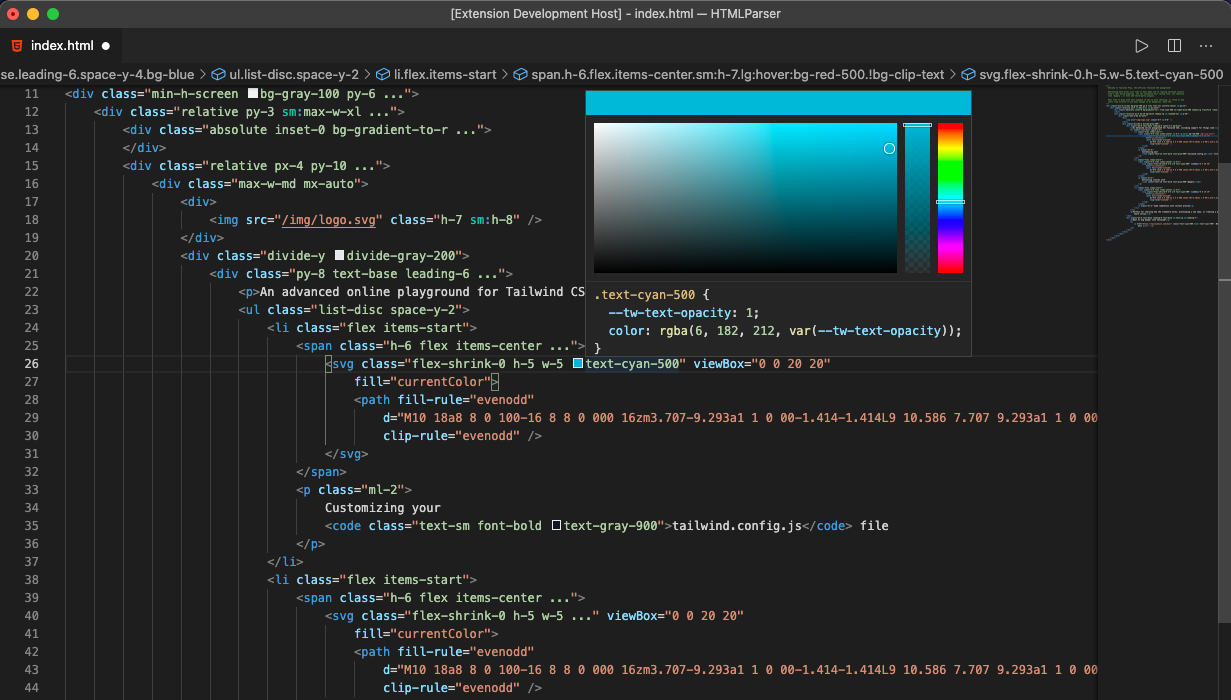 [Extension Development Host] - index.html — HTMLParser
index.html
se.leading-6.space-y-4.bg-blue > ul.list-disc.space-y-2 > li.flex.items-start > span.h-6.flex.items-center.sm:h-7.lg:hover:bg-red-500.!bg-clip-text > svg.flex-shrink-0.h-5.w-5.text-cyan-500
11 <div class="min-h-screen bg-gray-100 py-6 ...">
12 <div class="relative py-3 sm:max-w-xl ...">
13 <div class="absolute inset-0 bg-gradient-to-r ...">
14 </div>
15 <div class="relative px-4 py-10 ...">
16 <div class="max-w-md mx-auto">
17 <div>
18 <img src="/img/logo.svg" class="h-7 sm:h-8" />
19 </div>
20 <div class="divide-y divide-gray-200">
21 <div class="py-8 text-base leading-6 ...">
22 <p>An advanced online playground for Tailwind CS
23 <ul class="list-disc space-y-2">
24 <li class="flex items-start">
25 <span class="h-6 flex items-center ...">
.text-cyan-500 {
--tw-text-opacity: 1;
color: rgba(6, 182, 212, var(--tw-text-opacity));
}
26 <svg class="flex-shrink-0 h-5 w-5 text-cyan-500" viewBox="0 0 20 20"
27 fill="currentColor">
28 <path fill-rule="evenodd"
29 d="M10 18a8 8 0 100-16 8 8 0 000 16zm3.707-9.293a1 1 0 00-1.414-1.414L9 10.586 7.707 9.293a1 1 0 00
30 clip-rule="evenodd" />
31 </svg>
32 </span>
33 <p class="ml-2">
34 Customizing your
35 <code class="text-sm font-bold text-gray-900">tailwind.config.js</code> file
36 </p>
37 </li>
38 <li class="flex items-start">
39 <span class="h-6 flex items-center ...">
40 <svg class="flex-shrink-0 h-5 w-5 ..." viewBox="0 0 20 20"
41 fill="currentColor">
42 <path fill-rule="evenodd"
43 d="M10 18a8 8 0 100-16 8 8 0 000 16zm3.707-9.293a1 1 0 00-1.414-1.414L9 10.586 7.707 9.293a1 1 0 00
44 clip-rule="evenodd" />